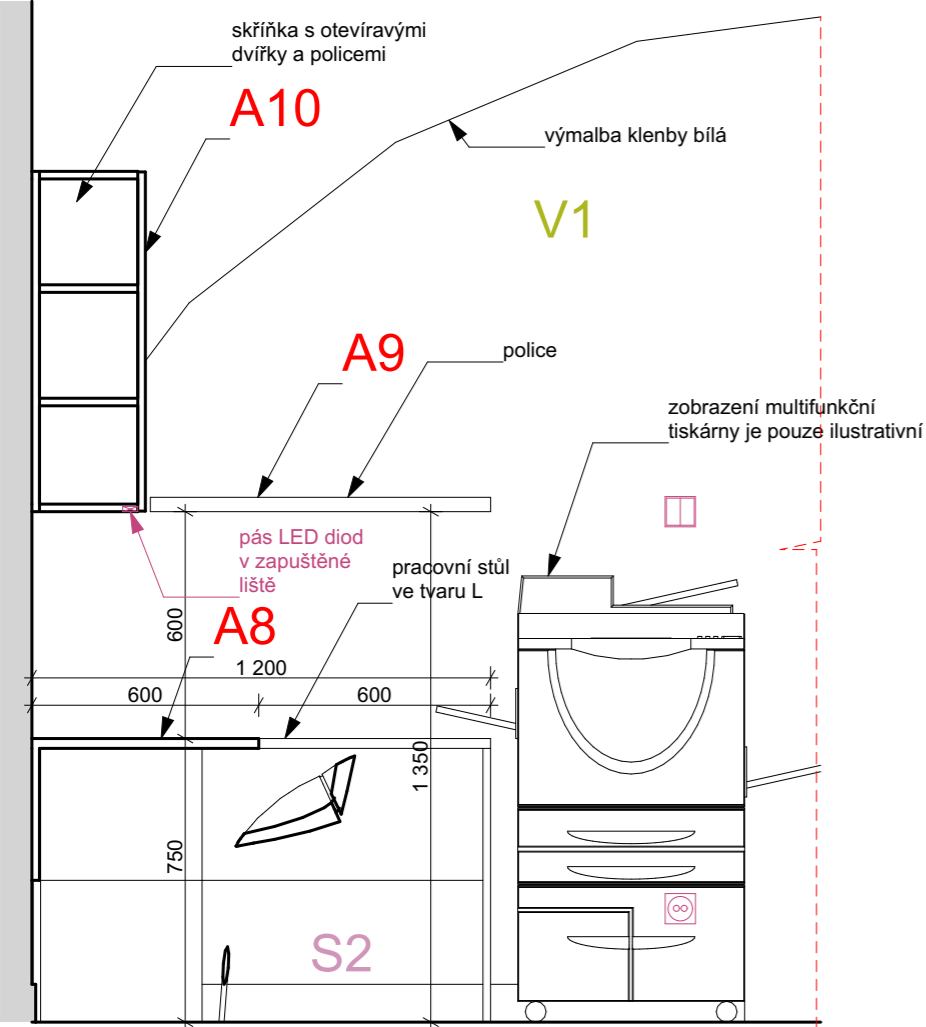 skříňka s otevíravými
dvířky a policemi
A10
výmalba klenby bílá
V1
A9
police
zobrazení multifunkční
tiskárny je pouze ilustrativní
pás LED diod
v zapuštěné
liště
pracovní stůl
ve tvaru L
600
A8
1 200
600
600
1 350
750
S2